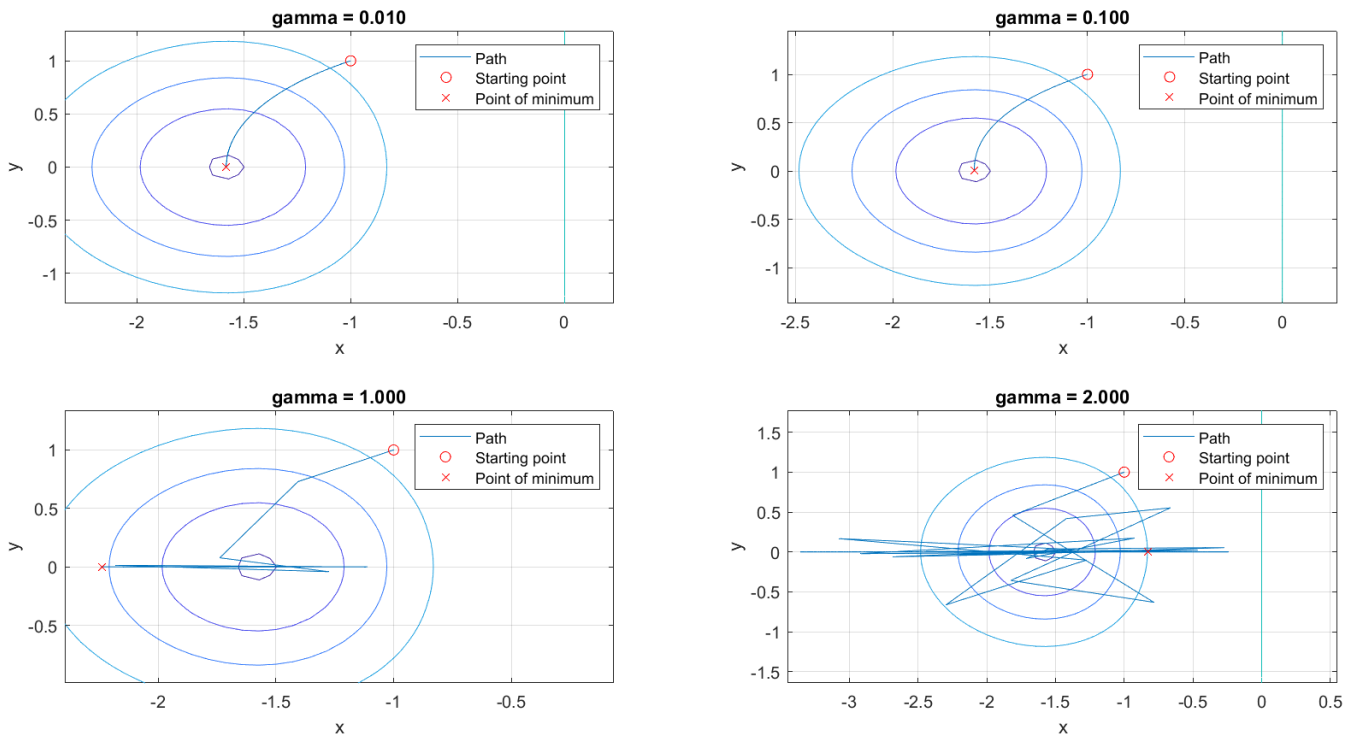 gamma = 0.010
1
0.5
0
-0.5
-1
y
-2 -1.5 -1 -0.5 0
x
Path
Starting point
Point of minimum
gamma = 0.100
1
0.5
0
-0.5
-1
y
-2.5 -2 -1.5 -1 -0.5 0
x
Path
Starting point
Point of minimum
gamma = 1.000
1
0.5
0
-0.5
y
-2 -1.5 -1 -0.5
x
Path
Starting point
Point of minimum
gamma = 2.000
1.5
1
0.5
0
-0.5
-1
-1.5
y
-3 -2.5 -2 -1.5 -1 -0.5 0 0.5
x
Path
Starting point
Point of minimum